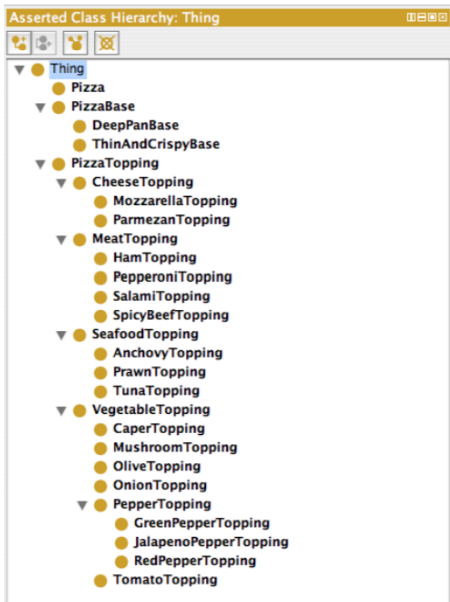 Asserted Class Hierarchy: Thing
Thing
Pizza
PizzaBase
DeepPanBase
ThinAndCrispyBase
PizzaTopping
CheeseTopping
MozzarellaTopping
ParmezanTopping
MeatTopping
HamTopping
PepperoniTopping
SalamiTopping
SpicyBeefTopping
SeafoodTopping
AnchovyTopping
PrawnTopping
TunaTopping
VegetableTopping
CaperTopping
MushroomTopping
OliveTopping
OnionTopping
PepperTopping
GreenPepperTopping
JalapenoPepperTopping
RedPepperTopping
TomatoTopping